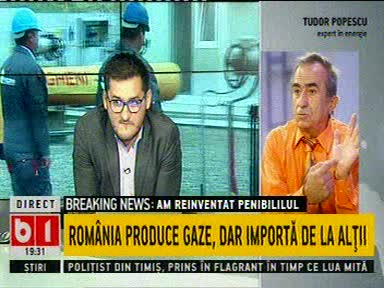 TUDOR POPESCU
expert în energie
DIRECT
BREAKING NEWS: AM REINVENTAT PENIBILILUL
B1
ROMÂNIA PRODUCE GAZE, DAR IMPORTĂ DE LA ALȚII
19:31
ȘTIRI
POLIȚIST DIN TIMIȘ, PRINS ÎN FLAGRANT ÎN TIMP CE LUA MITĂ